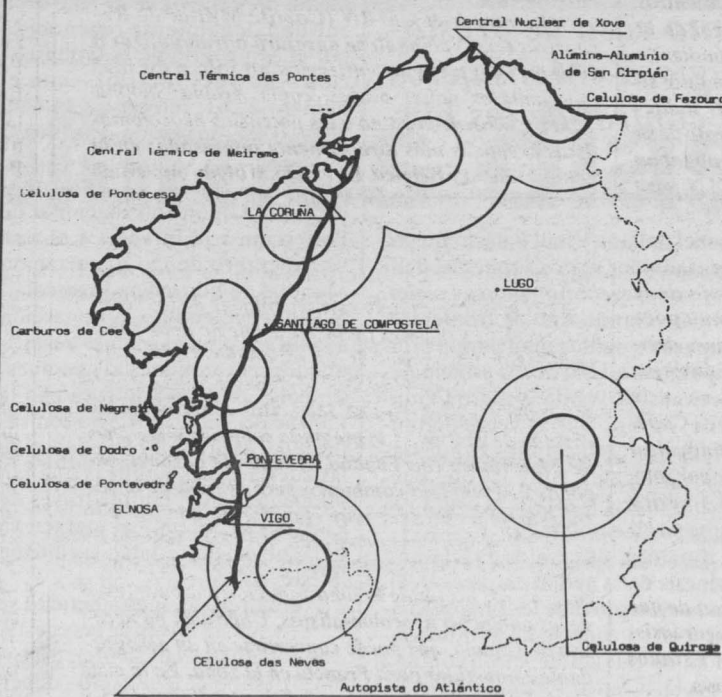 Central Nuclear de Xove
Alúmina-Aluminio
de San Cirpián
Central Térmica das Pontes
Celulosa de Fazouro
Central Térmica de Meirama
Celulosa de Ponteceso
LA CORUÑA
LUGO
SANTIAGO DE COMPOSTELA
Carburos de Cee
Celulosa de Negreira
Celulosa de Dodro
PONTEVEDRA
Celulosa de Pontevedra
ELNOSA
VIGO
Celulosa de Quiroga
CElulosa das Neves
Autopista do Atlántico